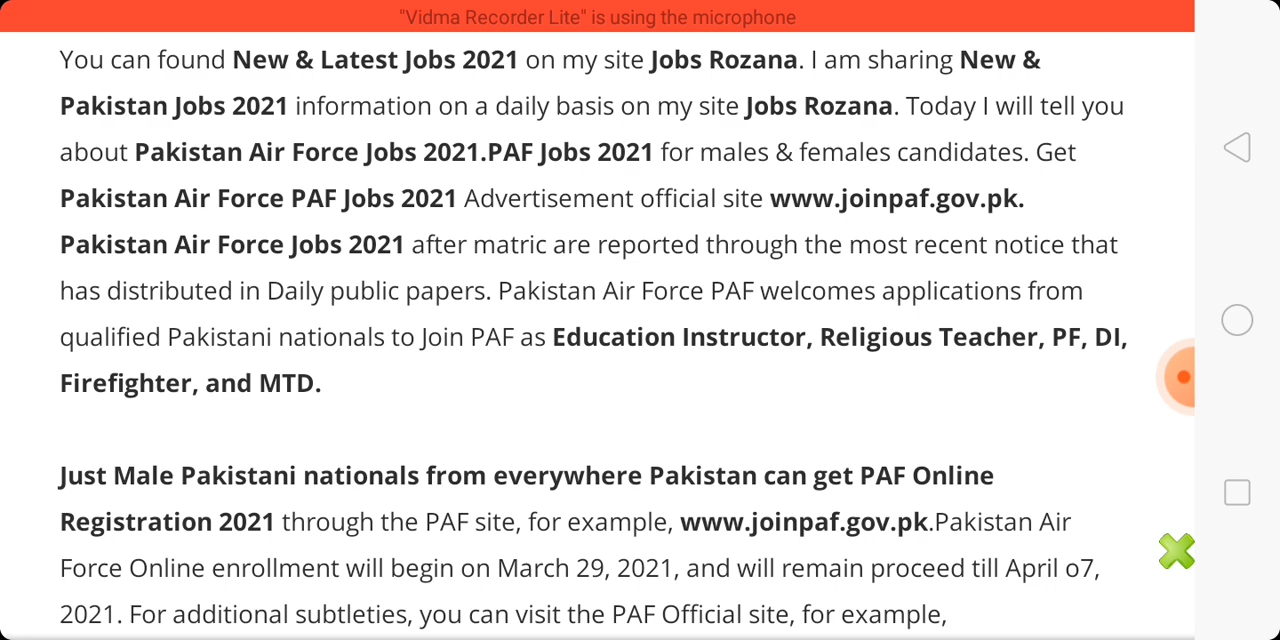 "Vidma Recorder Lite" is using the microphone
You can found New & Latest Jobs 2021 on my site Jobs Rozana. I am sharing New &
Pakistan Jobs 2021 information on a daily basis on my site Jobs Rozana. Today I will tell you
about Pakistan Air Force Jobs 2021.PAF Jobs 2021 for males & females candidates. Get
Pakistan Air Force PAF Jobs 2021 Advertisement official site www.joinpaf.gov.pk.
Pakistan Air Force Jobs 2021 after matric are reported through the most recent notice that
has distributed in Daily public papers. Pakistan Air Force PAF welcomes applications from
qualified Pakistani nationals to Join PAF as Education Instructor, Religious Teacher, PF, DI,
Firefighter, and MTD.
Just Male Pakistani nationals from everywhere Pakistan can get PAF Online
Registration 2021 through the PAF site, for example, www.joinpaf.gov.pk.Pakistan Air
Force Online enrollment will begin on March 29, 2021, and will remain proceed till April o7,
2021. For additional subtleties, you can visit the PAF Official site, for example,